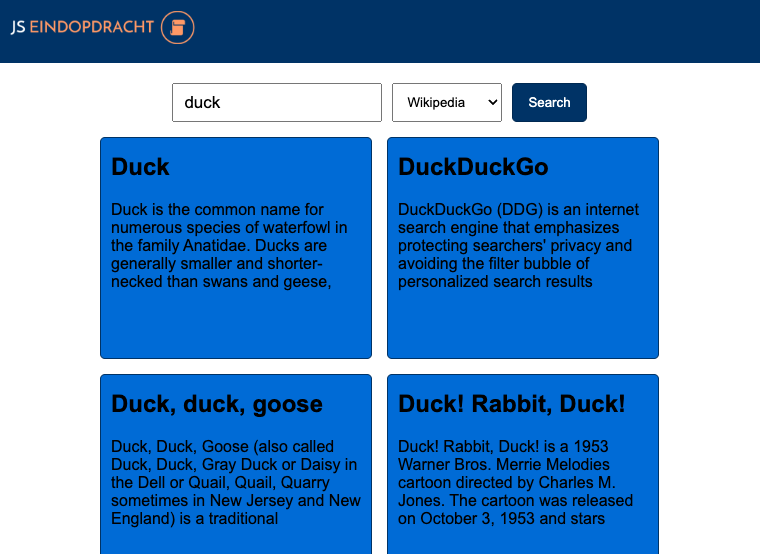 JS EINDOPDRACHT
duck
Wikipedia
Search
Duck
Duck is the common name for
numerous species of waterfowl in
the family Anatidae. Ducks are
generally smaller and shorter-
necked than swans and geese,
DuckDuckGo
DuckDuckGo (DDG) is an internet
search engine that emphasizes
protecting searchers' privacy and
avoiding the filter bubble of
personalized search results
Duck, duck, goose
Duck, Duck, Goose (also called
Duck, Duck, Gray Duck or Daisy in
the Dell or Quail, Quail, Quarry
sometimes in New Jersey and New
England) is a traditional
Duck! Rabbit, Duck!
Duck! Rabbit, Duck! is a 1953
Warner Bros. Merrie Melodies
cartoon directed by Charles M.
Jones. The cartoon was released
on October 3, 1953 and stars